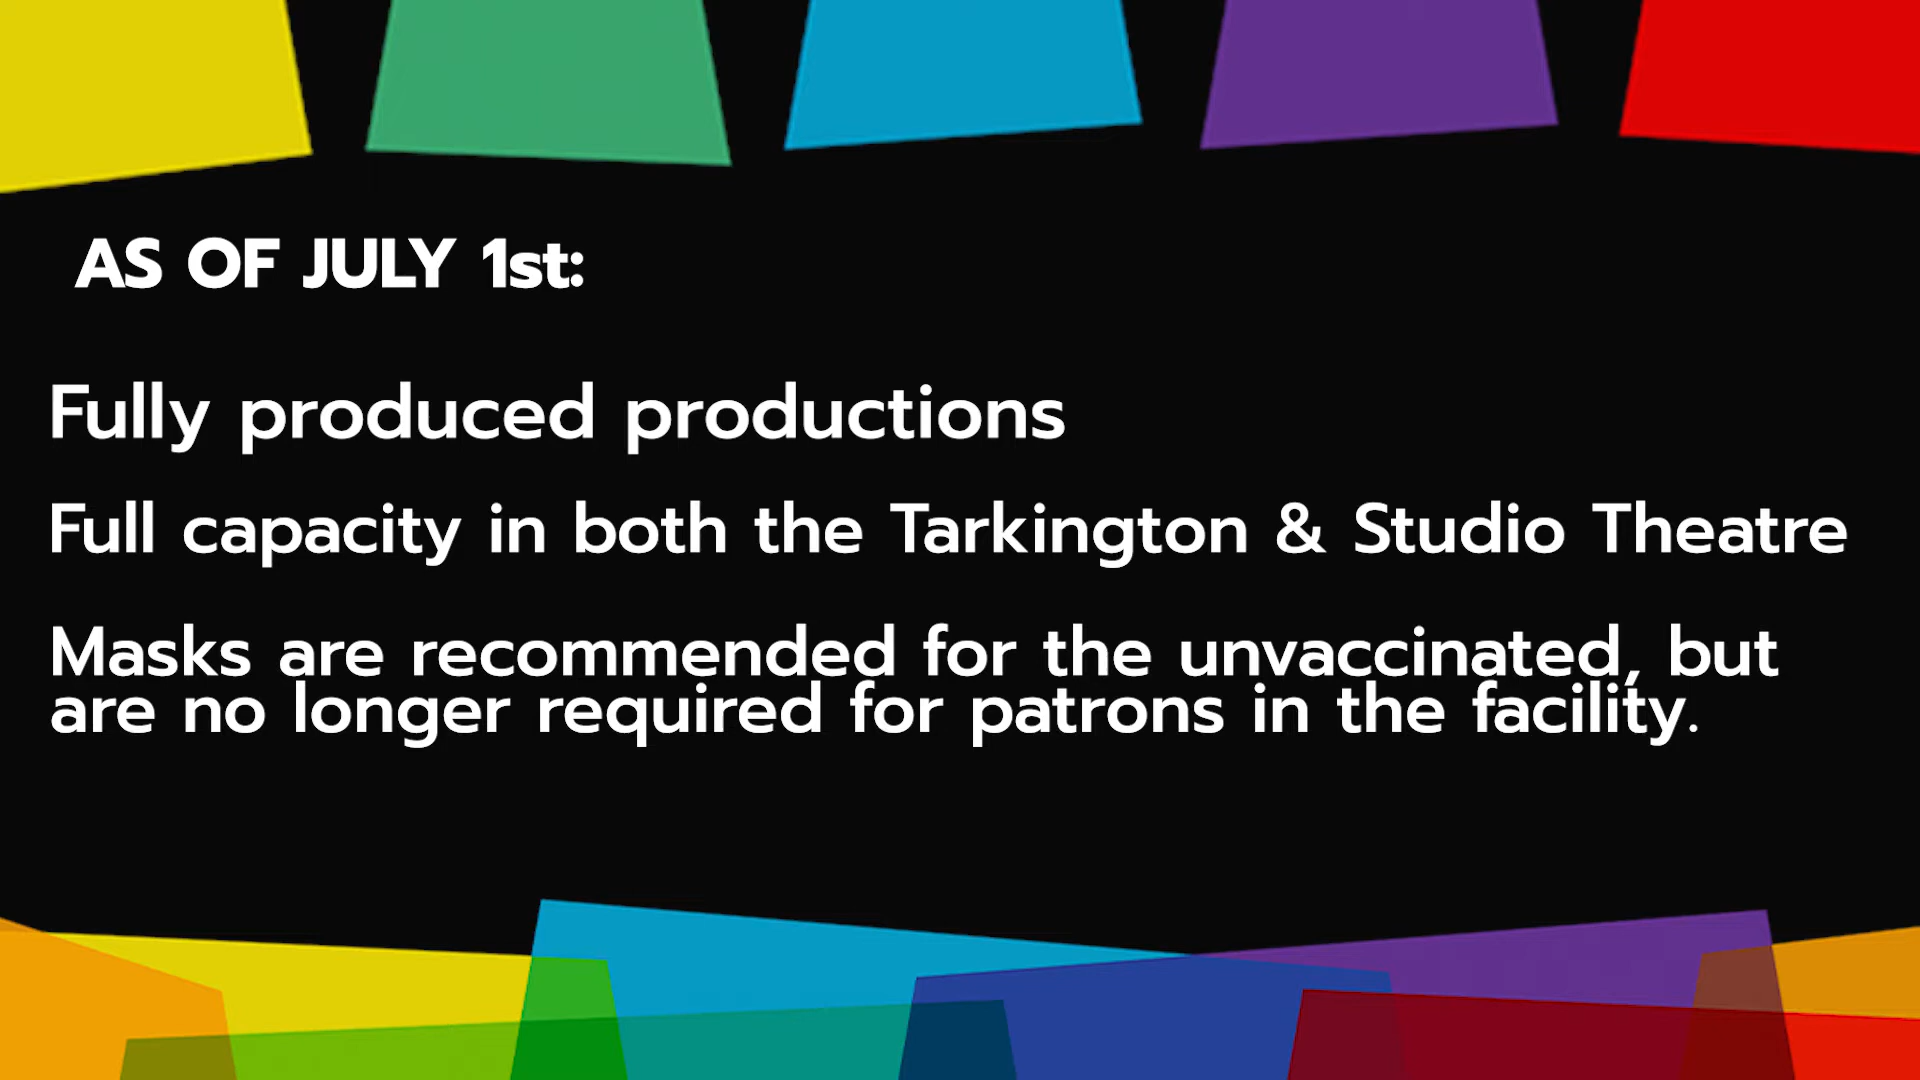 AS OF JULY 1st:
Fully produced productions
Full capacity in both the Tarkington & Studio Theatre
Masks are recommended for the unvaccinated, but
are no longer required for patrons in the facility.